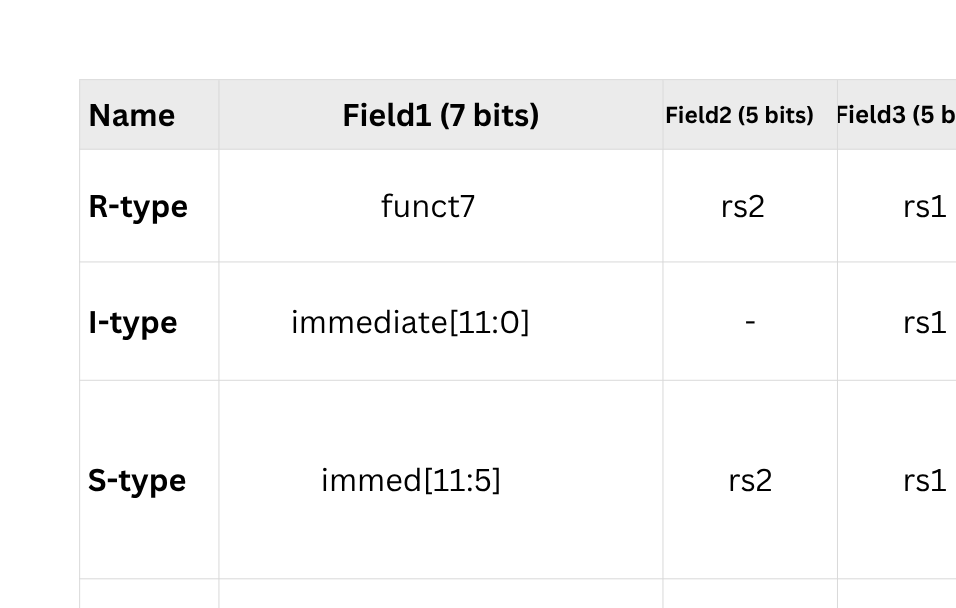 Name Field1 (7 bits) Field2 (5 bits) Field3 (5 b
R-type funct7 rs2 rs1
I-type immediate[11:0] - rs1
S-type immed[11:5] rs2 rs1